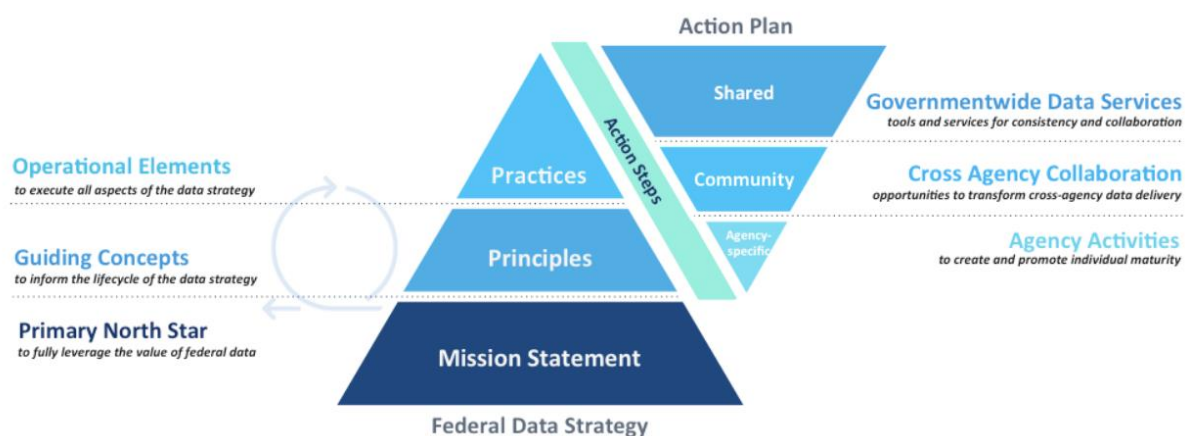 Action Plan
Shared
Governmentwide Data Services
tools and services for consistency and collaboration
Action Steps
Operational Elements
to execute all aspects of the data strategy
Practices
Community
Cross Agency Collaboration
opportunities to transform cross-agency data delivery
Guiding Concepts
to inform the lifecycle of the data strategy
Principles
Agency-
specific
Agency Activities
to create and promote individual maturity
Primary North Star
to fully leverage the value of federal data
Mission Statement
Federal Data Strategy